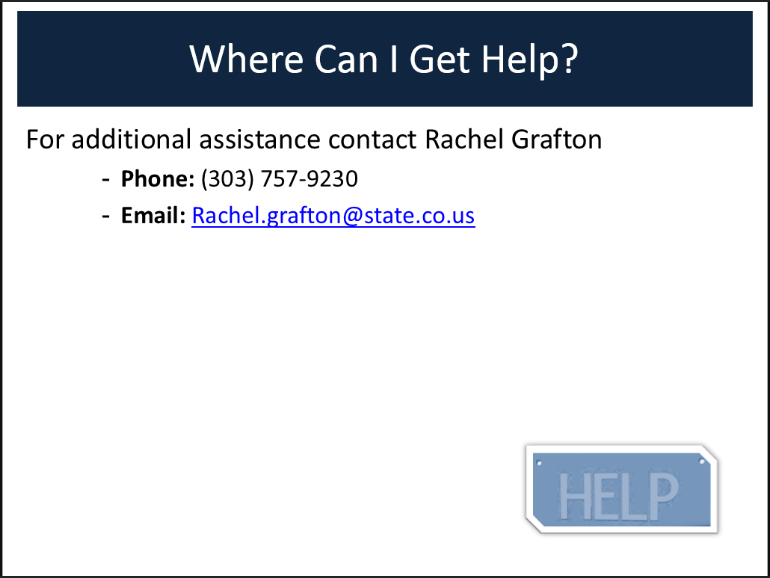 Where Can I Get Help?
For additional assistance contact Rachel Grafton
- Phone: (303) 757-9230
- Email: Rachel.grafton@state.co.us
HELP